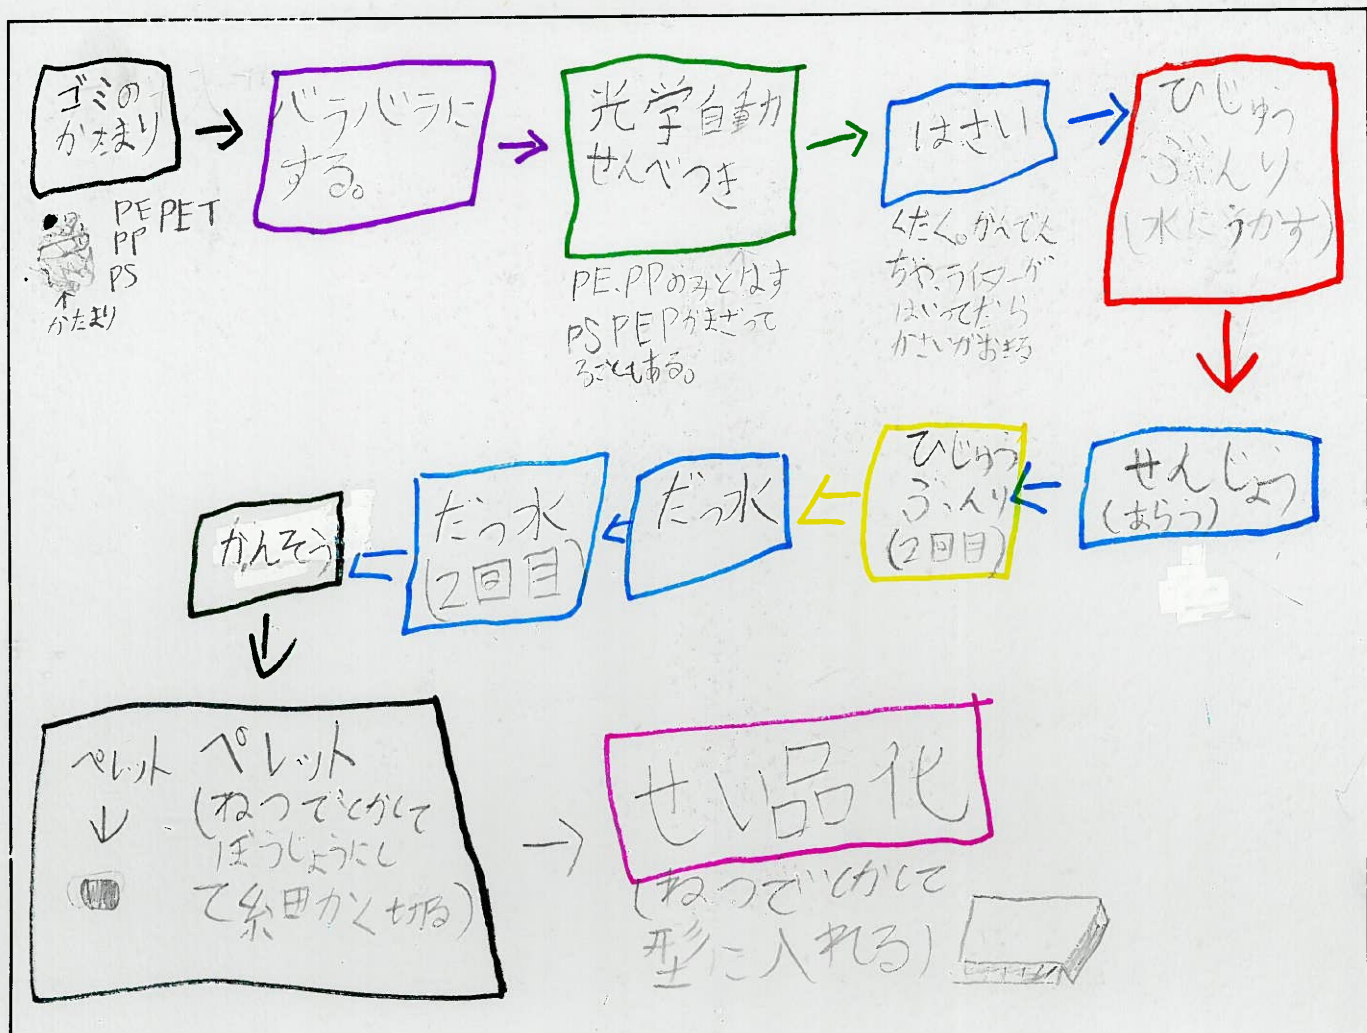 ゴミの
かたまり
PE PET
PP
PS
かたまり
バラバラに
する。
光学自動
せんべつき
PE.PPのみとりはす
PS PEPがまざって
ることもある。
はさい
くだく。かんでん
ちや、ライターが
はいってたら
かさいがおきる
ひじゅう
ぶんり
(水にうかす)
せんじょう
(あらう)
ひじゅう
ぶんり
(2回目)
だっ水
だっ水
(2回目)
かんそう
ペレット
ペレット
(ねつでとかして
ぼうじょうにし
て細かく切る)
せい品化
(ねつでとかして
型に入れる)